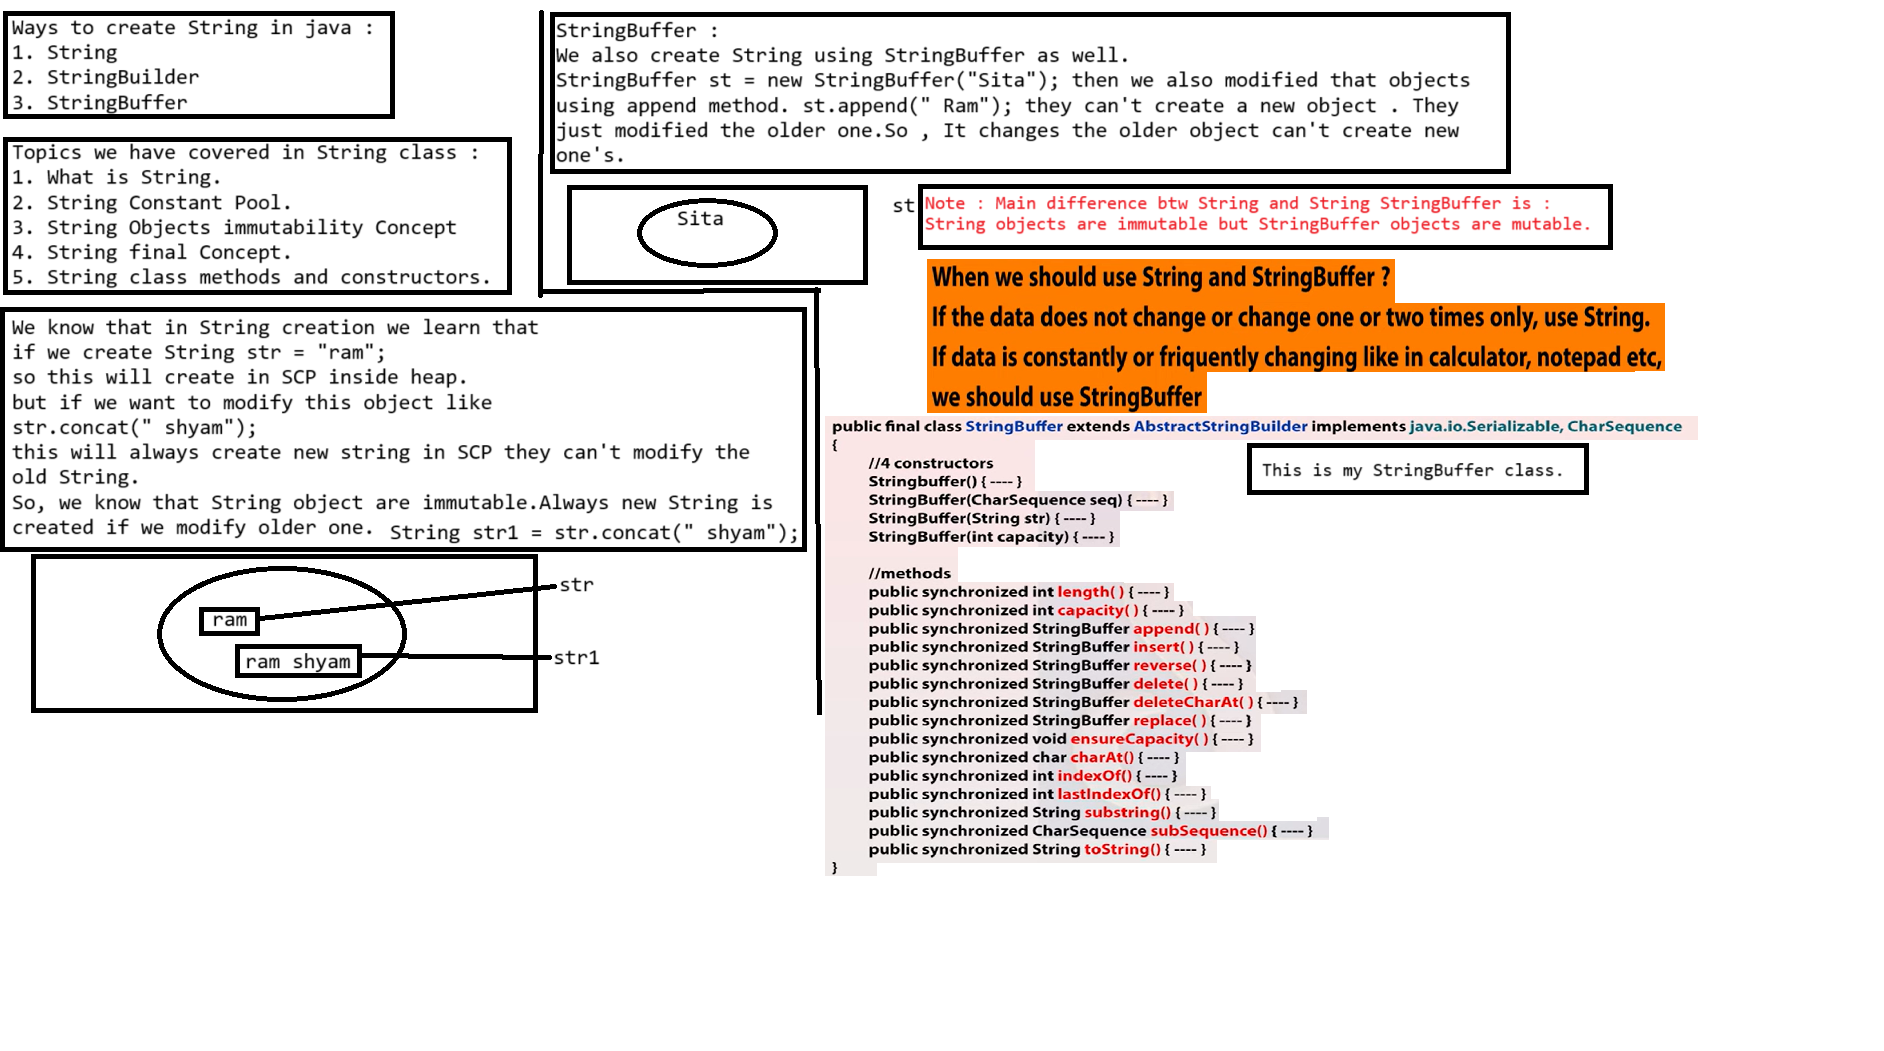 Ways to create String in java :
1. String
2. StringBuilder
3. StringBuffer
Topics we have covered in String class :
1. What is String.
2. String Constant Pool.
3. String Objects immutability Concept
4. String final Concept.
5. String class methods and constructors.
We know that in String creation we learn that
if we create String str = "ram";
so this will create in SCP inside heap.
but if we want to modify this object like
str.concat(" shyam");
this will always create new string in SCP they can't modify the
old String.
So, we know that String object are immutable.Always new String is
created if we modify older one. String str1 = str.concat(" shyam");
ram
str
ram shyam
str1
StringBuffer :
We also create String using StringBuffer as well.
StringBuffer st = new StringBuffer("Sita"); then we also modified that objects
using append method. st.append(" Ram"); they can't create a new object . They
just modified the older one.So , It changes the older object can't create new
one's.
Sita
st
Note : Main difference btw String and String StringBuffer is :
String objects are immutable but StringBuffer objects are mutable.
When we should use String and StringBuffer ?
If the data does not change or change one or two times only, use String.
If data is constantly or friquently changing like in calculator, notepad etc,
we should use StringBuffer
public final class StringBuffer extends AbstractStringBuilder implements java.io.Serializable, CharSequence
{
//4 constructors
Stringbuffer() { ---- }
StringBuffer(CharSequence seq) { ---- }
StringBuffer(String str) { ---- }
StringBuffer(int capacity) { ---- }
This is my StringBuffer class.
//methods
public synchronized int length( ) { ---- }
public synchronized int capacity( ) { ---- }
public synchronized StringBuffer append( ) { ---- }
public synchronized StringBuffer insert( ) { ---- }
public synchronized StringBuffer reverse( ) { ---- }
public synchronized StringBuffer delete( ) { ---- }
public synchronized StringBuffer deleteCharAt( ) { ---- }
public synchronized StringBuffer replace( ) { ---- }
public synchronized void ensureCapacity( ) { ---- }
public synchronized char charAt() { ---- }
public synchronized int indexOf() { ---- }
public synchronized int lastIndexOf() { ---- }
public synchronized String substring() { ---- }
public synchronized CharSequence subSequence() { ---- }
public synchronized String toString() { ---- }
}